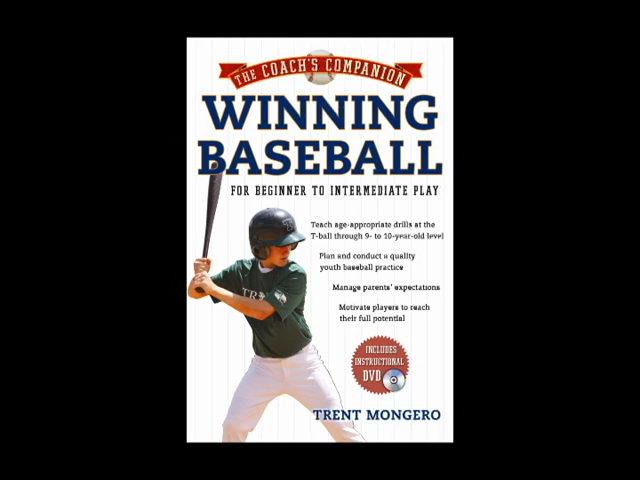 THE COACH'S COMPANION
WINNING
BASEBALL
FOR BEGINNER TO INTERMEDIATE PLAY
Teach age-appropriate drills at the
T-ball through 9- to 10-year-old level
Plan and conduct a quality
youth baseball practice
Manage parents' expectations
Motivate players to reach
their full potential
INCLUDES
INSTRUCTIONAL
DVD
TRENT MONGERO